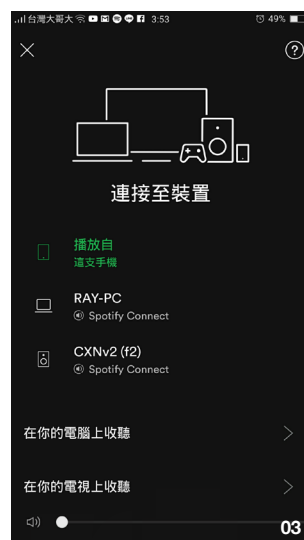 台灣大哥大 3:53 49%
連接至裝置
播放自
這支手機
RAY-PC
Spotify Connect
CXNv2 (f2)
Spotify Connect
在你的電腦上收聽
在你的電視上收聽
03